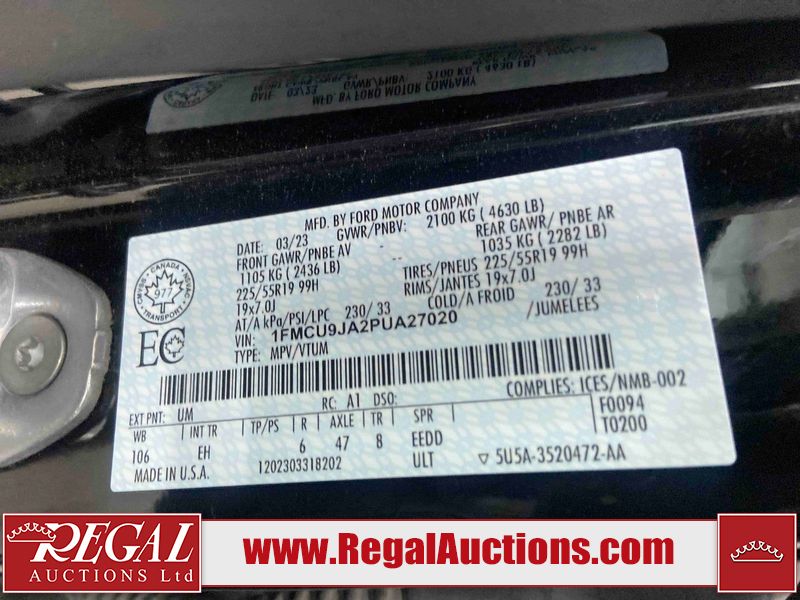 MFD. BY FORD MOTOR COMPANY
DATE: 03/23 GVWR/PNBV: 2100 KG ( 4630 LB)
FRONT GAWR/PNBE AV REAR GAWR/ PNBE AR
1105 KG ( 2436 LB) 1035 KG ( 2282 LB)
225/55R19 99H TIRES/PNEUS 225/55R19 99H
19x7.0J RIMS/JANTES 19x7.0J
AT/A kPa/PSI/LPC 230/ 33 COLD/A FROID 230/ 33
VIN: 1FMCU9JA2PUA27020 /JUMELEES
TYPE: MPV/VTUM
CANADA
TRANSPORT
977
EC
COMPLIES: ICES/NMB-002
EXT PNT: UM RC: A1 DSO: F0094
WB INT TR TP/PS R AXLE TR SPR T0200
106 EH 6 47 8 EEDD
MADE IN U.S.A. 1202303318202 ULT ▽ 5U5A-3520472-AA
REGAL
AUCTIONS Ltd
www.RegalAuctions.com